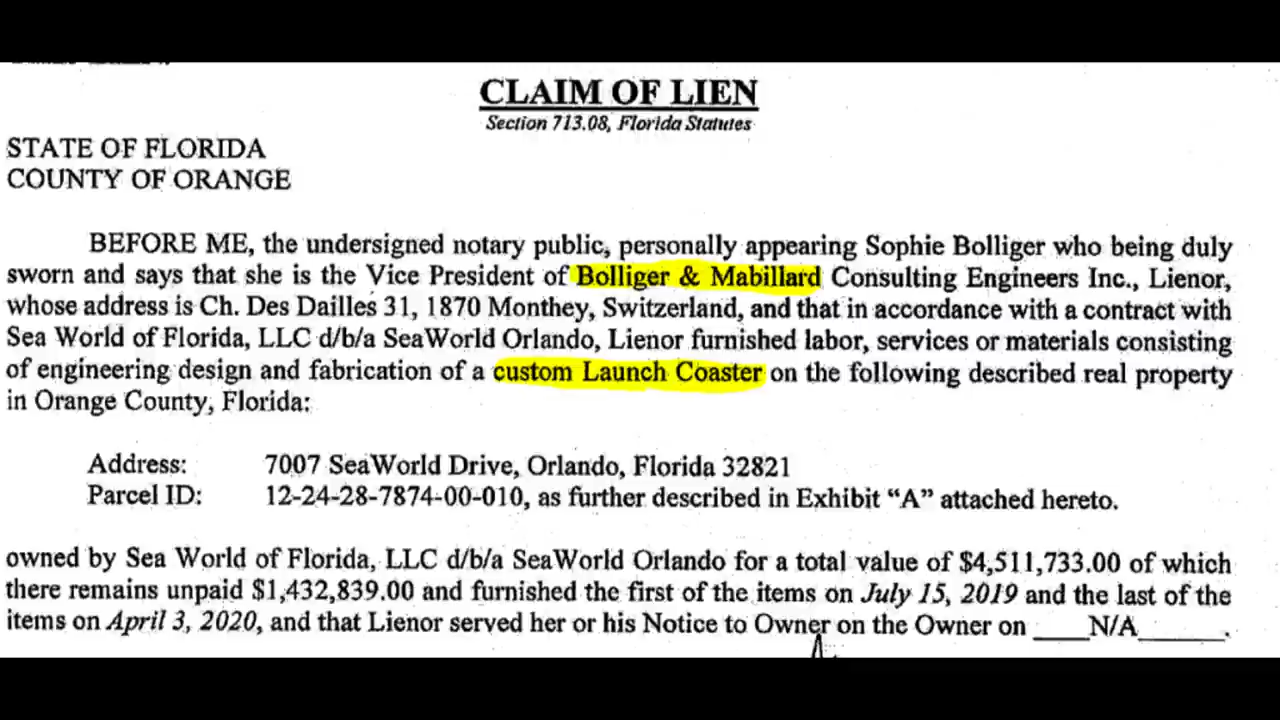 CLAIM OF LIEN
Section 713.08, Florida Statutes
STATE OF FLORIDA
COUNTY OF ORANGE
BEFORE ME, the undersigned notary public, personally appearing Sophie Bolliger who being duly
sworn and says that she is the Vice President of Bolliger & Mabillard Consulting Engineers Inc., Lienor,
whose address is Ch. Des Dailles 31, 1870 Monthey, Switzerland, and that in accordance with a contract with
Sea World of Florida, LLC d/b/a SeaWorld Orlando, Lienor furnished labor, services or materials consisting
of engineering design and fabrication of a custom Launch Coaster on the following described real property
in Orange County, Florida:
Address: 7007 SeaWorld Drive, Orlando, Florida 32821
Parcel ID: 12-24-28-7874-00-010, as further described in Exhibit “A” attached hereto.
owned by Sea World of Florida, LLC d/b/a SeaWorld Orlando for a total value of $4,511,733.00 of which
there remains unpaid $1,432,839.00 and furnished the first of the items on July 15, 2019 and the last of the
items on April 3, 2020, and that Lienor served her or his Notice to Owner on the Owner on ____N/A_______.